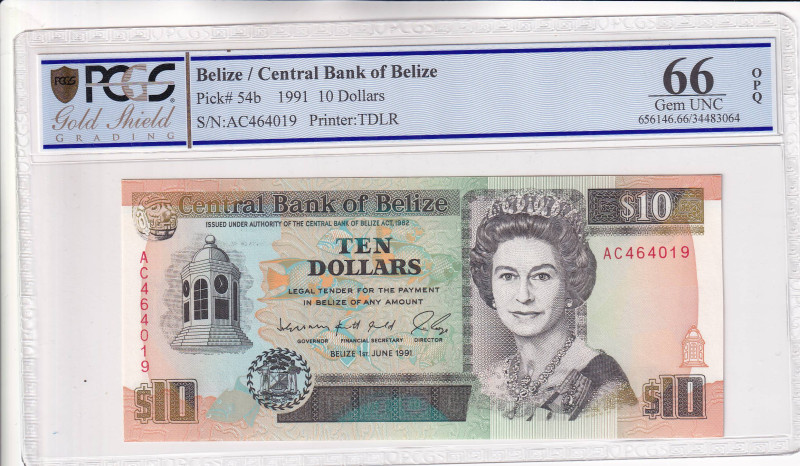 PCGS
PCGS
Gold Shield
GRADING
Belize / Central Bank of Belize
Pick# 54b 1991 10 Dollars
S/N:AC464019 Printer:TDLR
66
Gem UNC
656146.66/34483064
OPQ
Central Bank of Belize
ISSUED UNDER AUTHORITY OF THE CENTRAL BANK OF BELIZE ACT, 1982
$10
TEN
DOLLARS
AC464019
AC464019
LEGAL TENDER FOR THE PAYMENT
IN BELIZE OF ANY AMOUNT
GOVERNOR FINANCIAL SECRETARY DIRECTOR
BELIZE 1ST. JUNE 1991
$10
$10